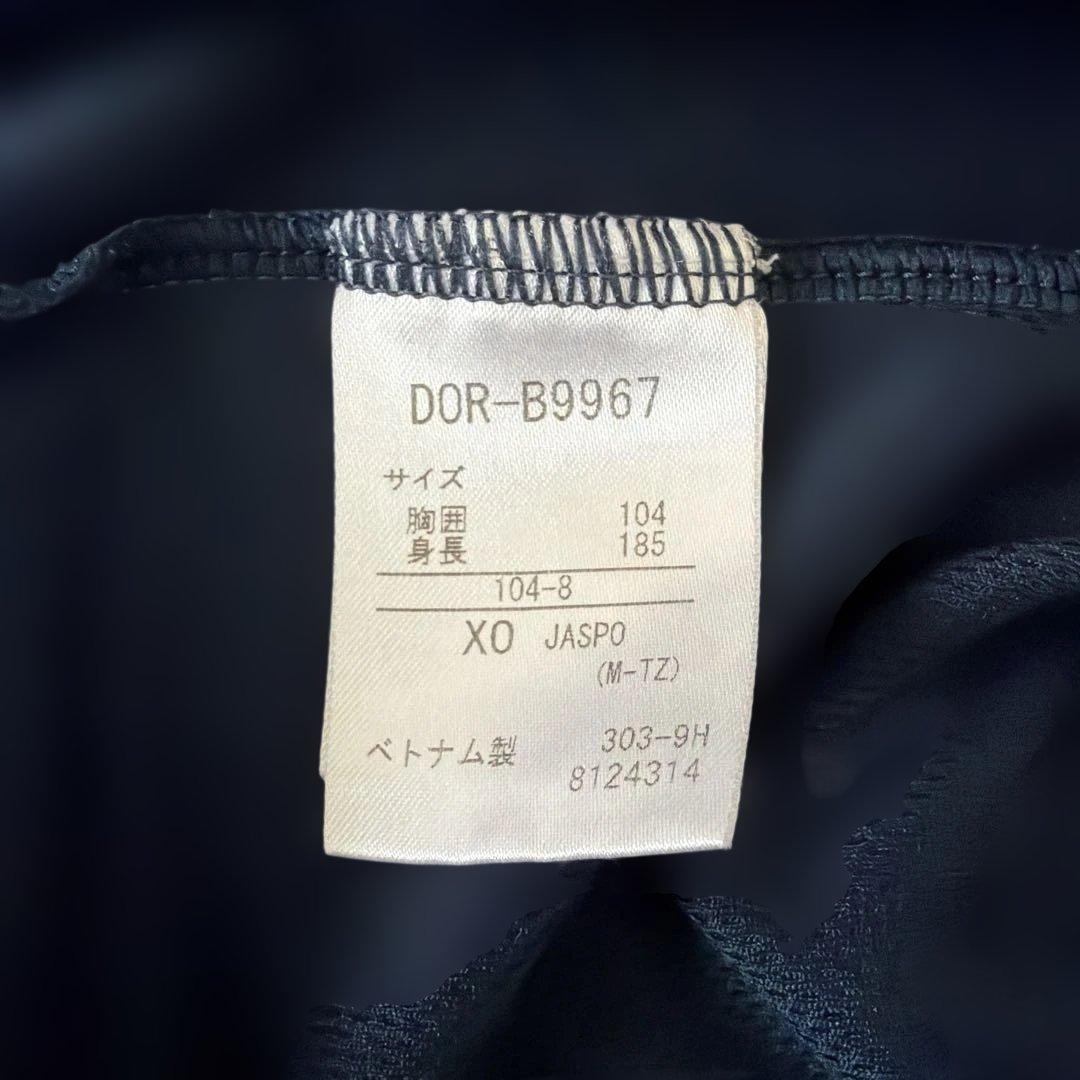 DOR-B9967
サイズ
胸囲 104
身長 185
104-8
XO JASPO
(M-TZ)
ベトナム製 303-9H
8124314